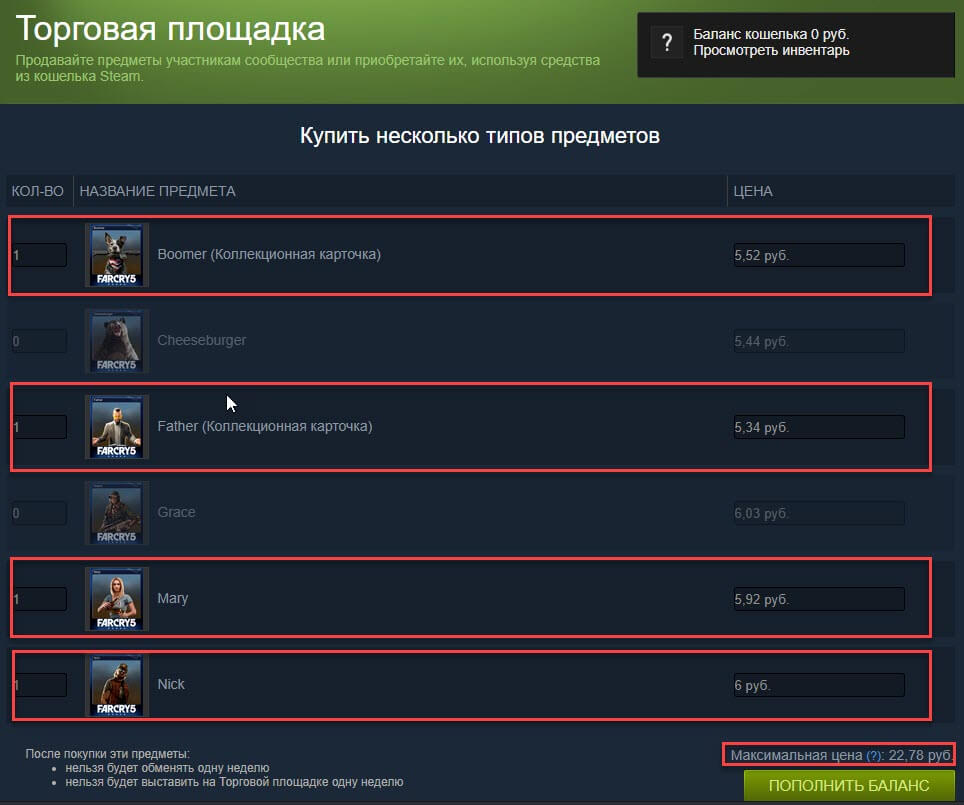 Торговая площадка
Продавайте предметы участникам сообщества или приобретайте их, используя средства
из кошелька Steam.
?
Баланс кошелька 0 руб.
Просмотреть инвентарь
Купить несколько типов предметов
КОЛ-ВО НАЗВАНИЕ ПРЕДМЕТА ЦЕНА
1 Boomer (Коллекционная карточка) 5,52 руб.
FARCRY5
0 Cheeseburger 5,44 руб.
FARCRY5
1 Father (Коллекционная карточка) 5,34 руб.
FARCRY5
0 Grace 6,03 руб.
FARCRY5
1 Mary 5,92 руб.
FARCRY5
1 Nick 6 руб.
FARCRY5
После покупки эти предметы:
• нельзя будет обменять одну неделю
• нельзя будет выставить на Торговой площадке одну неделю
Максимальная цена (?): 22,78 руб.
ПОПОЛНИТЬ БАЛАНС